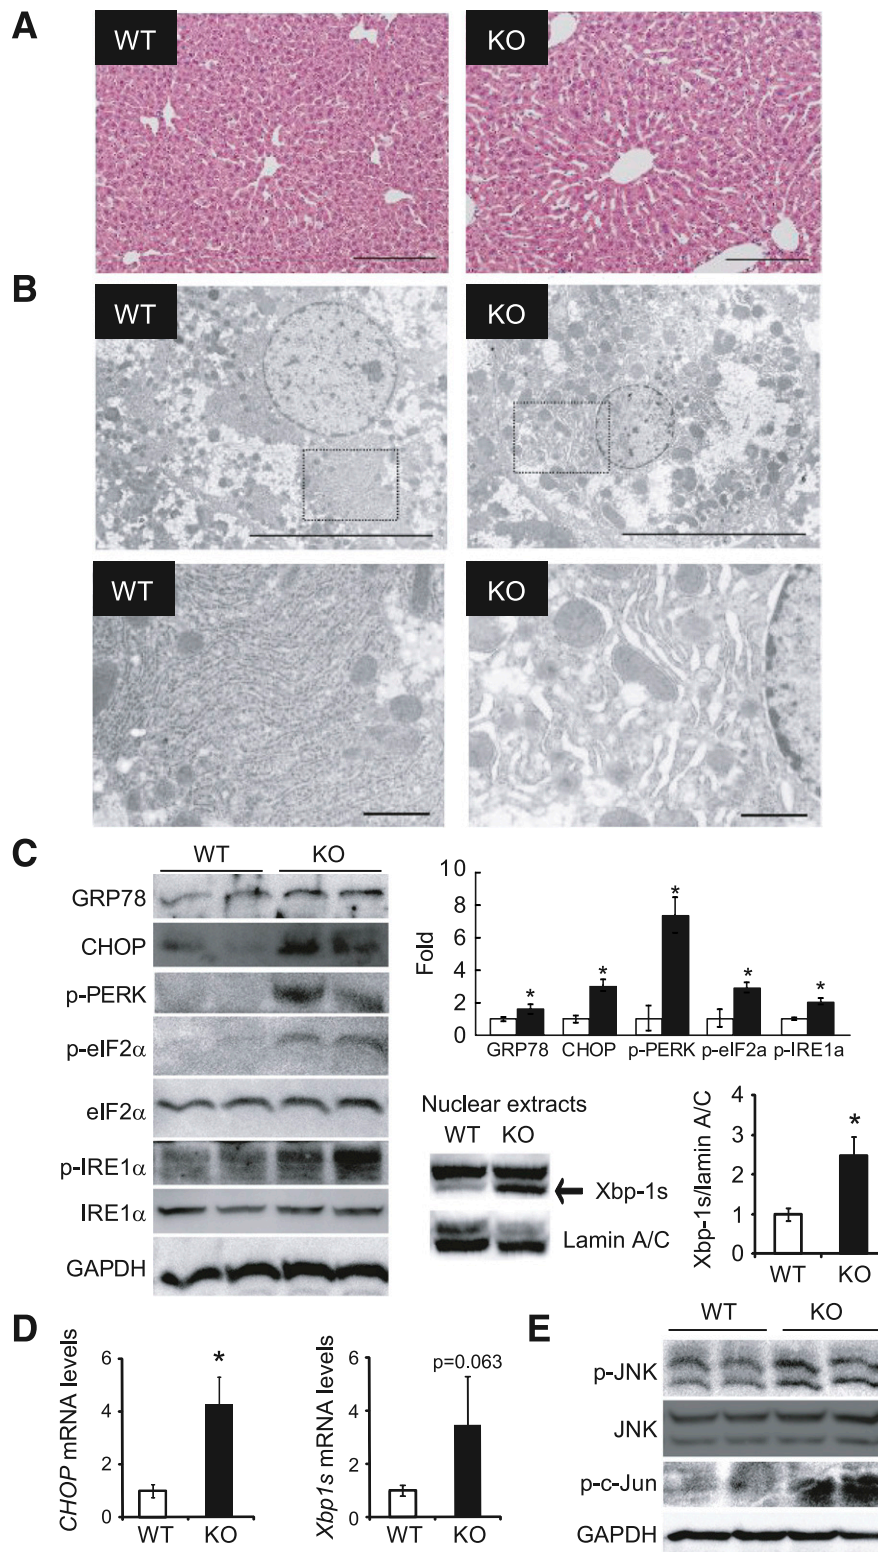 A
WT
KO
B
WT
KO
WT
KO
C
WT KO
GRP78
CHOP
p-PERK
p-eIF2α
eIF2α
p-IRE1α
IRE1α
GAPDH
Fold
10
8
6
4
2
0
* * * * *
GRP78 CHOP p-PERK p-eIF2a p-IRE1a
Nuclear extracts
WT KO
Xbp-1s
Lamin A/C
Xbp-1s/lamin A/C
4
3
2
1
0
*
WT KO
D
CHOP mRNA levels
6
4
2
0
*
WT KO
Xbp1s mRNA levels
6
4
2
0
p=0.063
WT KO
E
WT KO
p-JNK
JNK
p-c-Jun
GAPDH